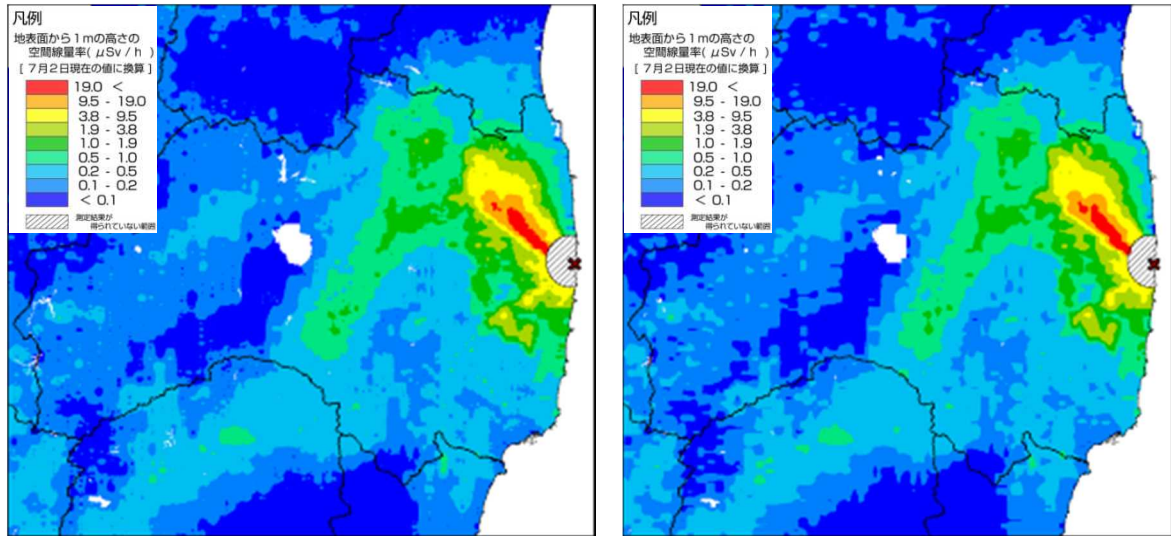 凡例
地表面から1mの高さの
空間線量率( μSv / h )
[ 7月2日現在の値に換算 ]
19.0 <
9.5 - 19.0
3.8 - 9.5
1.9 - 3.8
1.0 - 1.9
0.5 - 1.0
0.2 - 0.5
0.1 - 0.2
< 0.1
測定結果が
得られていない範囲
凡例
地表面から1mの高さの
空間線量率( μSv / h )
[ 7月2日現在の値に換算 ]
19.0 <
9.5 - 19.0
3.8 - 9.5
1.9 - 3.8
1.0 - 1.9
0.5 - 1.0
0.2 - 0.5
0.1 - 0.2
< 0.1
測定結果が
得られていない範囲